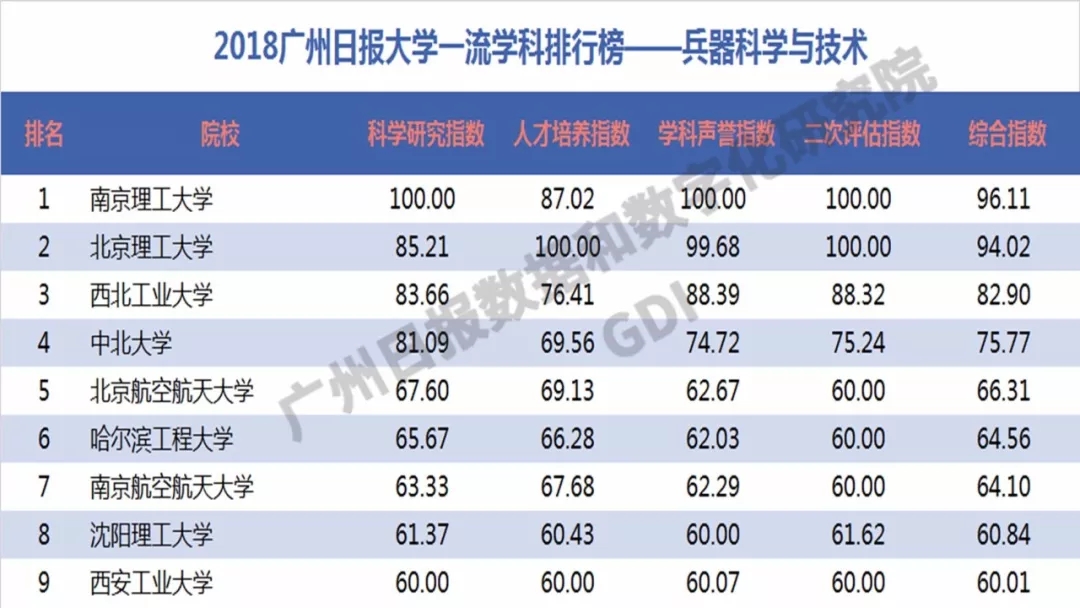 2018广州日报大学一流学科排行榜——兵器科学与技术
排名 院校 科学研究指数 人才培养指数 学科声誉指数 二次评估指数 综合指数
1 南京理工大学 100.00 87.02 100.00 100.00 96.11
2 北京理工大学 85.21 100.00 99.68 100.00 94.02
3 西北工业大学 83.66 76.41 88.39 88.32 82.90
4 中北大学 81.09 69.56 74.72 75.24 75.77
5 北京航空航天大学 67.60 69.13 62.67 60.00 66.31
6 哈尔滨工程大学 65.67 66.28 62.03 60.00 64.56
7 南京航空航天大学 63.33 67.68 62.29 60.00 64.10
8 沈阳理工大学 61.37 60.43 60.00 61.62 60.84
9 西安工业大学 60.00 60.00 60.07 60.00 60.01
广州日报数据和数字化研究院
GDI